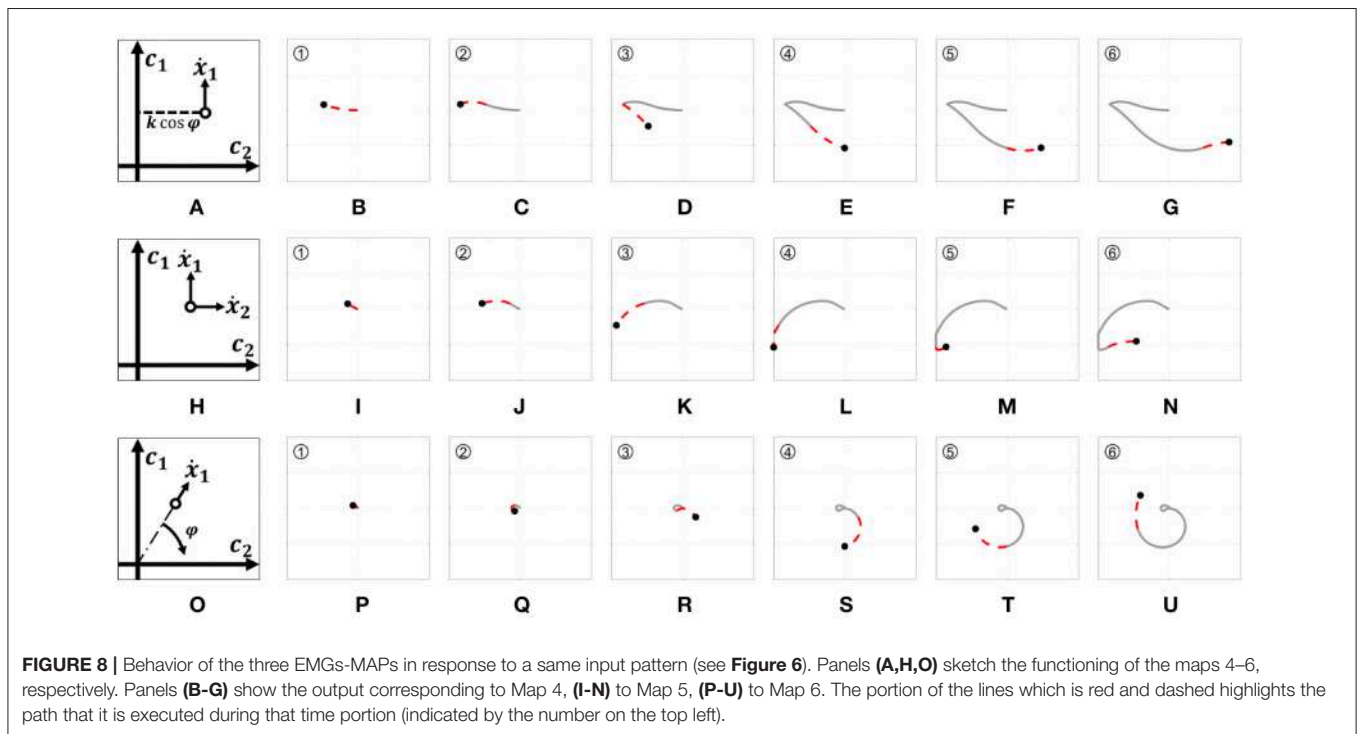 c₁
ẋ₁
k cos φ
c₂
①
②
③
④
⑤
⑥
A
B
C
D
E
F
G
c₁
ẋ₁
ẋ₂
c₂
①
②
③
④
⑤
⑥
H
I
J
K
L
M
N
c₁
ẋ₁
φ
c₂
①
②
③
④
⑤
⑥
O
P
Q
R
S
T
U
FIGURE 8 | Behavior of the three EMGs-MAPs in response to a same input pattern (see Figure 6). Panels (A,H,O) sketch the functioning of the maps 4–6,
respectively. Panels (B-G) show the output corresponding to Map 4, (I-N) to Map 5, (P-U) to Map 6. The portion of the lines which is red and dashed highlights the
path that it is executed during that time portion (indicated by the number on the top left).